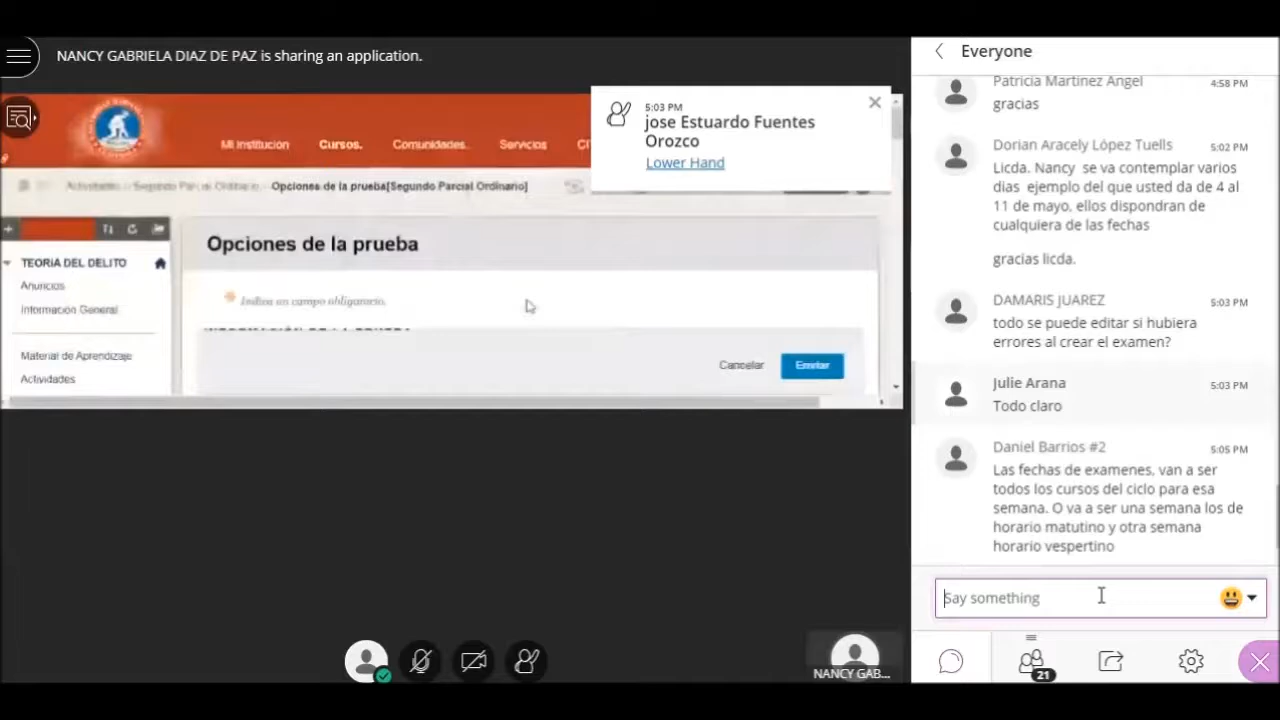 NANCY GABRIELA DIAZ DE PAZ is sharing an application.
Mi Institución
Cursos.
Comunidades.
Servicios
5:03 PM
jose Estuardo Fuentes
Orozco
Lower Hand
Actividades
Segundo Parcial Ordinario
Opciones de la prueba[Segundo Parcial Ordinario]
TEORIA DEL DELITO
Anuncios
Información General
Material de Aprendizaje
Actividades
Opciones de la prueba
Indica un campo obligatorio.
INFORMACIÓN DE LA PRUEBA
Cancelar
Enviar
NANCY GAB...
Everyone
Patricia Martinez Angel
4:58 PM
gracias
Dorian Aracely López Tuells
5:02 PM
Licda. Nancy se va contemplar varios
dias ejemplo del que usted da de 4 al
11 de mayo, ellos dispondran de
cualquiera de las fechas
gracias licda.
DAMARIS JUAREZ
5:03 PM
todo se puede editar si hubiera
errores al crear el examen?
Julie Arana
5:03 PM
Todo claro
Daniel Barrios #2
5:05 PM
Las fechas de examenes, van a ser
todos los cursos del ciclo para esa
semana. O va a ser una semana los de
horario matutino y otra semana
horario vespertino
Say something
21